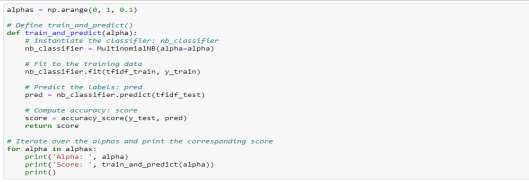 alphas = np.arange(0, 1, 0.1)
# Define train_and_predict()
def train_and_predict(alpha):
    # Instantiate the classifier: nb_classifier
    nb_classifier = MultinomialNB(alpha=alpha)
    # Fit to the training data
    nb_classifier.fit(tfidf_train, y_train)
    # Predict the labels: pred
    pred = nb_classifier.predict(tfidf_test)
    # Compute accuracy: score
    score = accuracy_score(y_test, pred)
    return score
# Iterate over the alphas and print the corresponding score
for alpha in alphas:
    print('Alpha: ', alpha)
    print('Score: ', train_and_predict(alpha))
    print()